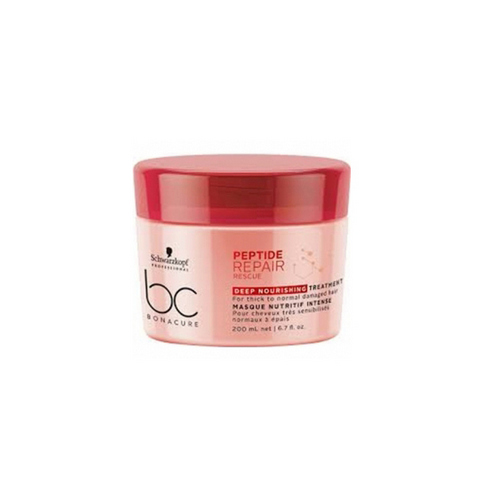 Schwarzkopf
PROFESSIONAL
bc
BONACURE
PEPTIDE
REPAIR
RESCUE
DEEP NOURISHING TREATMENT
For thick to normal damaged hair
MASQUE NUTRITIF INTENSE
Pour cheveux très sensibilisés
normaux à épais
200 mL net | 6.7 fl. oz.